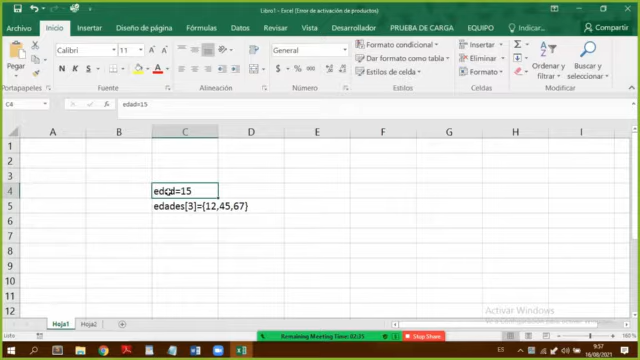 Libro1 - Excel (Error de activación de productos)
Archivo Inicio Insertar Diseño de página Fórmulas Datos Revisar Vista Desarrollador PRUEBA DE CARGA EQUIPO Indicar... Compartir
Pegar
Calibri 11
N K S
General
$ % 000
Formato condicional
Dar formato como tabla
Estilos de celda
Insertar
Eliminar
Formato
Ordenar y
filtrar
Buscar y
seleccionar
Portapapeles Fuente Alineación Número Estilos Celdas Modificar
C4 fx edad=15
A B C D E F G H I
1
2
3
4 edad=15
5 edades[3]={12,45,67}
6
7
8
9
10
11
12
Activar Windows
Hoja1 Hoja2
Listo
Remaining Meeting Time: 02:25 Stop Share
ES 9:57
16/08/2021